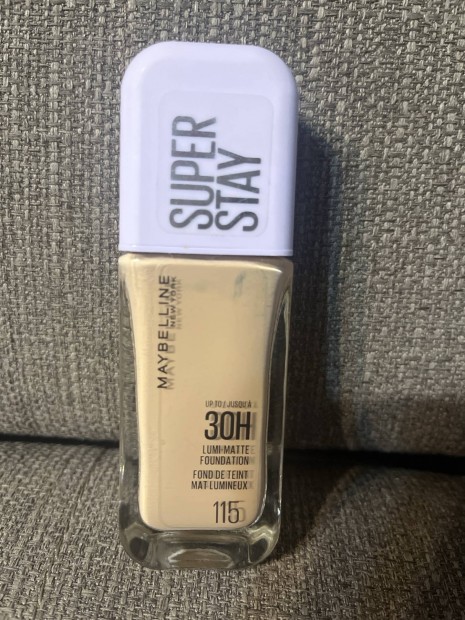 SUPER
STAY
MAYBELLINE
NEW YORK
UP TO / JUSQU'À
30H
LUMI-MATTE
FOUNDATION
FOND DE TEINT
MAT LUMINEUX
115